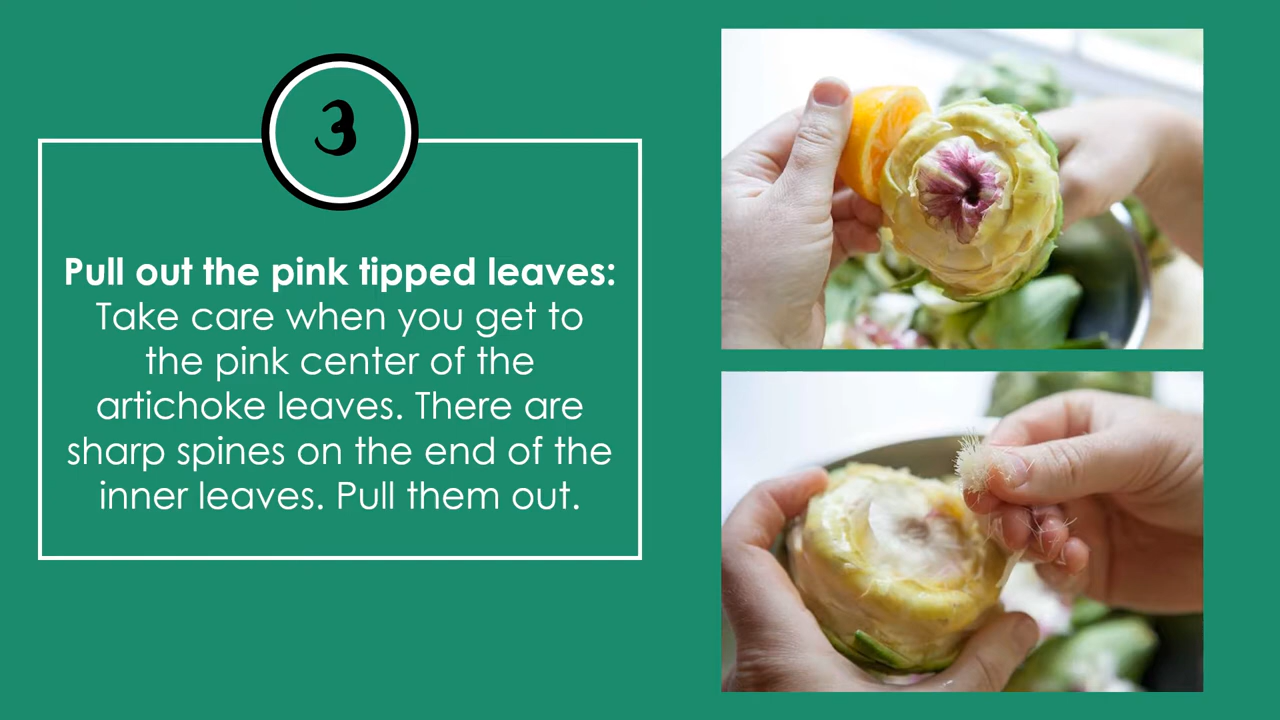 3
Pull out the pink tipped leaves:
Take care when you get to
the pink center of the
artichoke leaves. There are
sharp spines on the end of the
inner leaves. Pull them out.